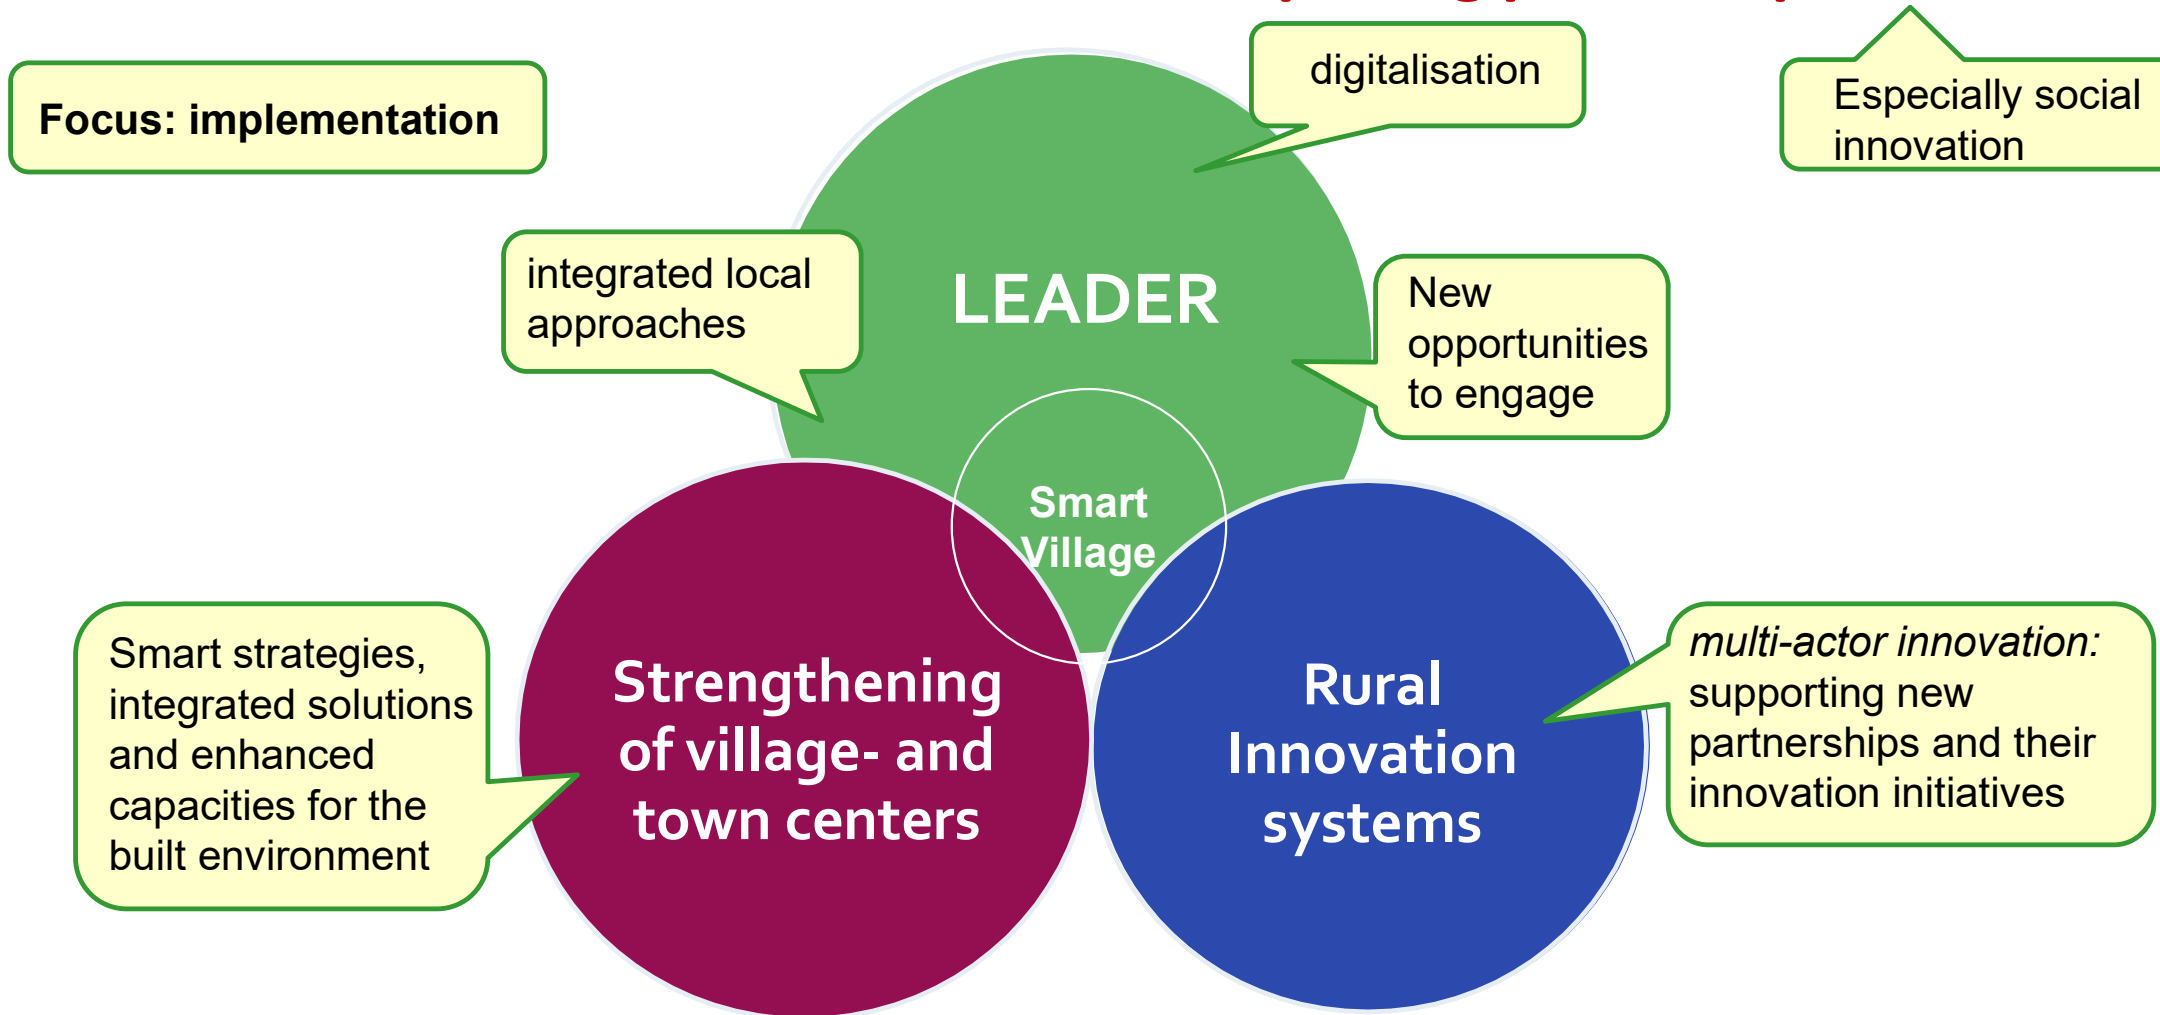 digitalisation
Especially social
innovation
Focus: implementation
integrated local
approaches
LEADER
New
opportunities
to engage
Smart
Village
Smart strategies,
integrated solutions
and enhanced
capacities for the
built environment
Strengthening
of village- and
town centers
Rural
Innovation
systems
multi-actor innovation:
supporting new
partnerships and their
innovation initiatives